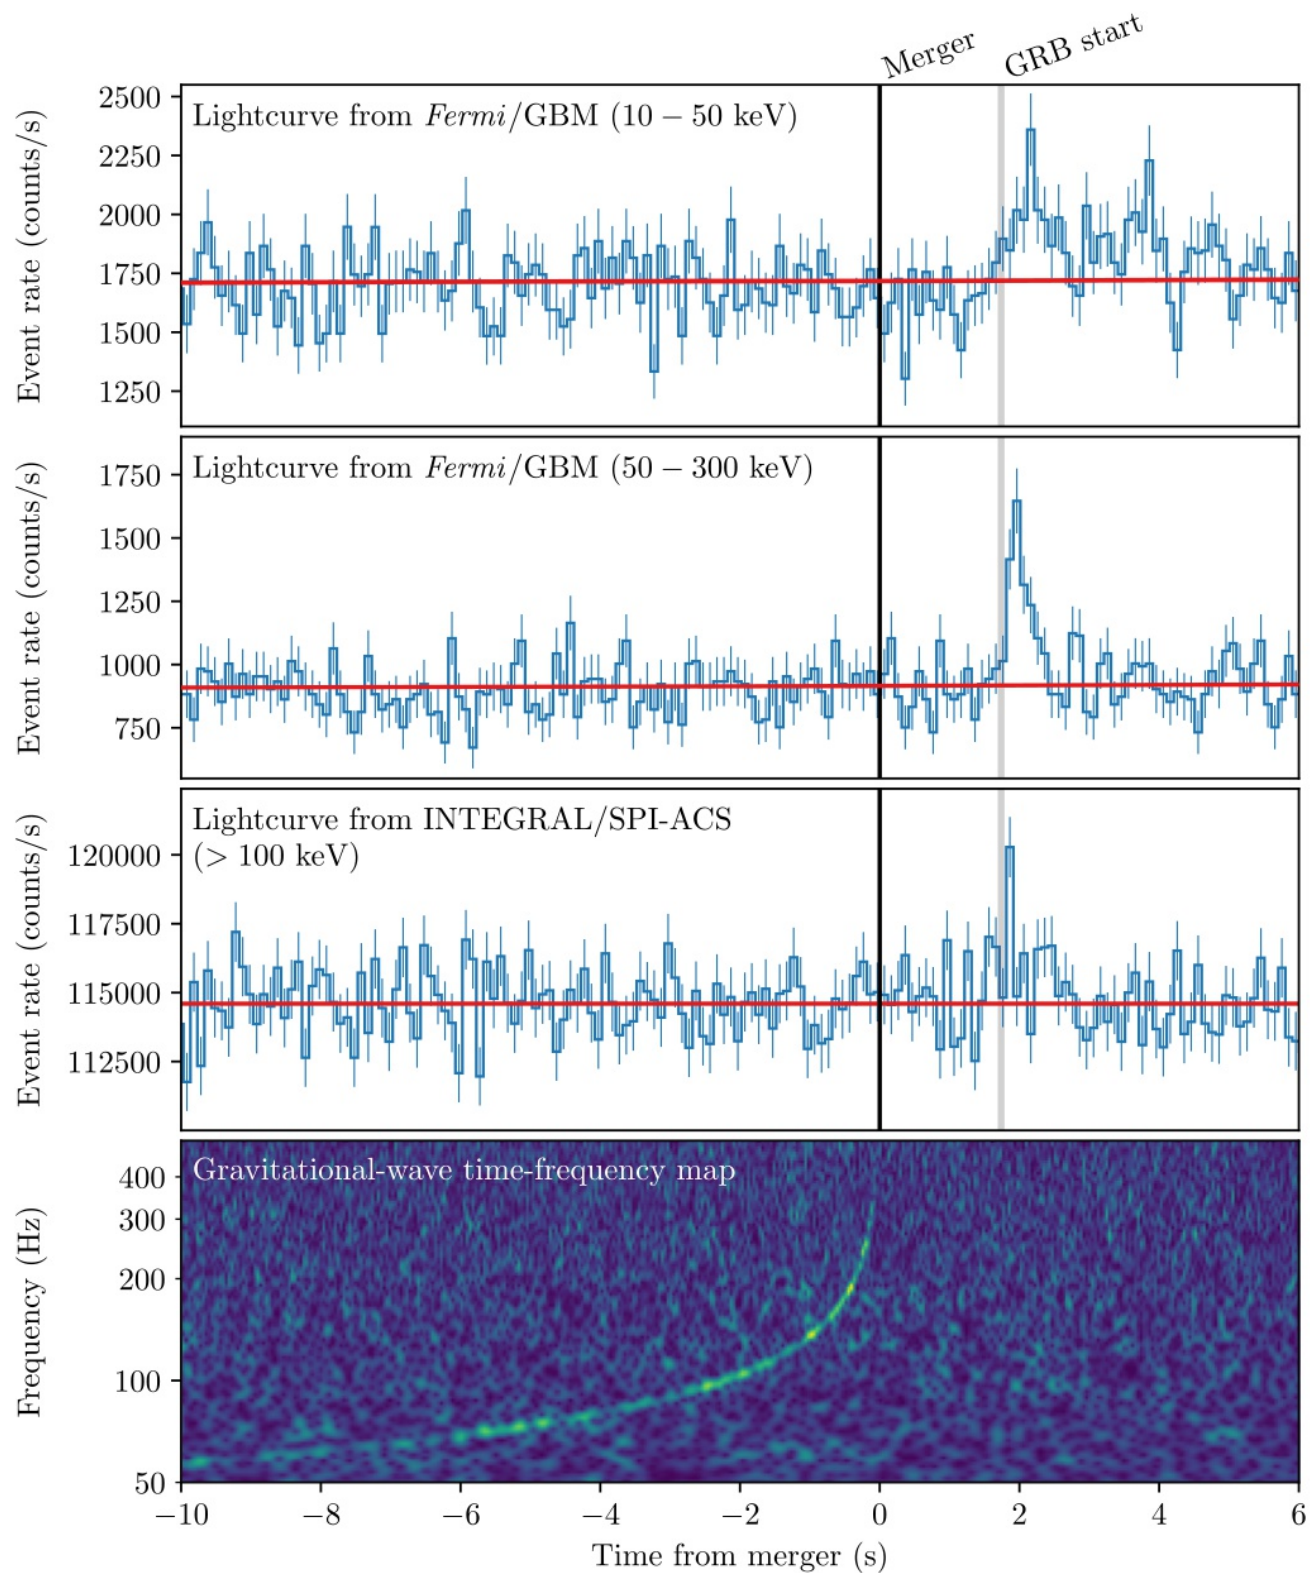 Merger
GRB start
Lightcurve from Fermi/GBM (10 − 50 keV)
Event rate (counts/s)
2500
2250
2000
1750
1500
1250
Lightcurve from Fermi/GBM (50 − 300 keV)
Event rate (counts/s)
1750
1500
1250
1000
750
Lightcurve from INTEGRAL/SPI-ACS
(> 100 keV)
Event rate (counts/s)
120000
117500
115000
112500
Gravitational-wave time-frequency map
Frequency (Hz)
400
300
200
100
50
−10 −8 −6 −4 −2 0 2 4 6
Time from merger (s)